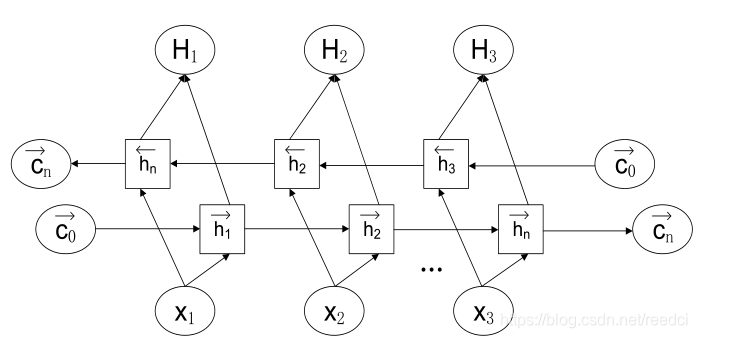 H₁ H₂ H₃
→cₙ ←hₙ ←h₂ ←h₃ →c₀
→c₀ →h₁ →h₂ →hₙ →cₙ
...
x₁ x₂ x₃
https://blog.csdn.net/readci